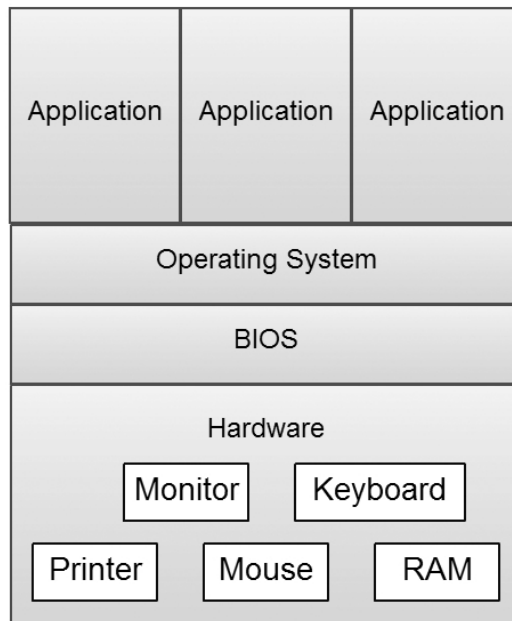 Application Application Application
Operating System
BIOS
Hardware
Monitor Keyboard
Printer Mouse RAM